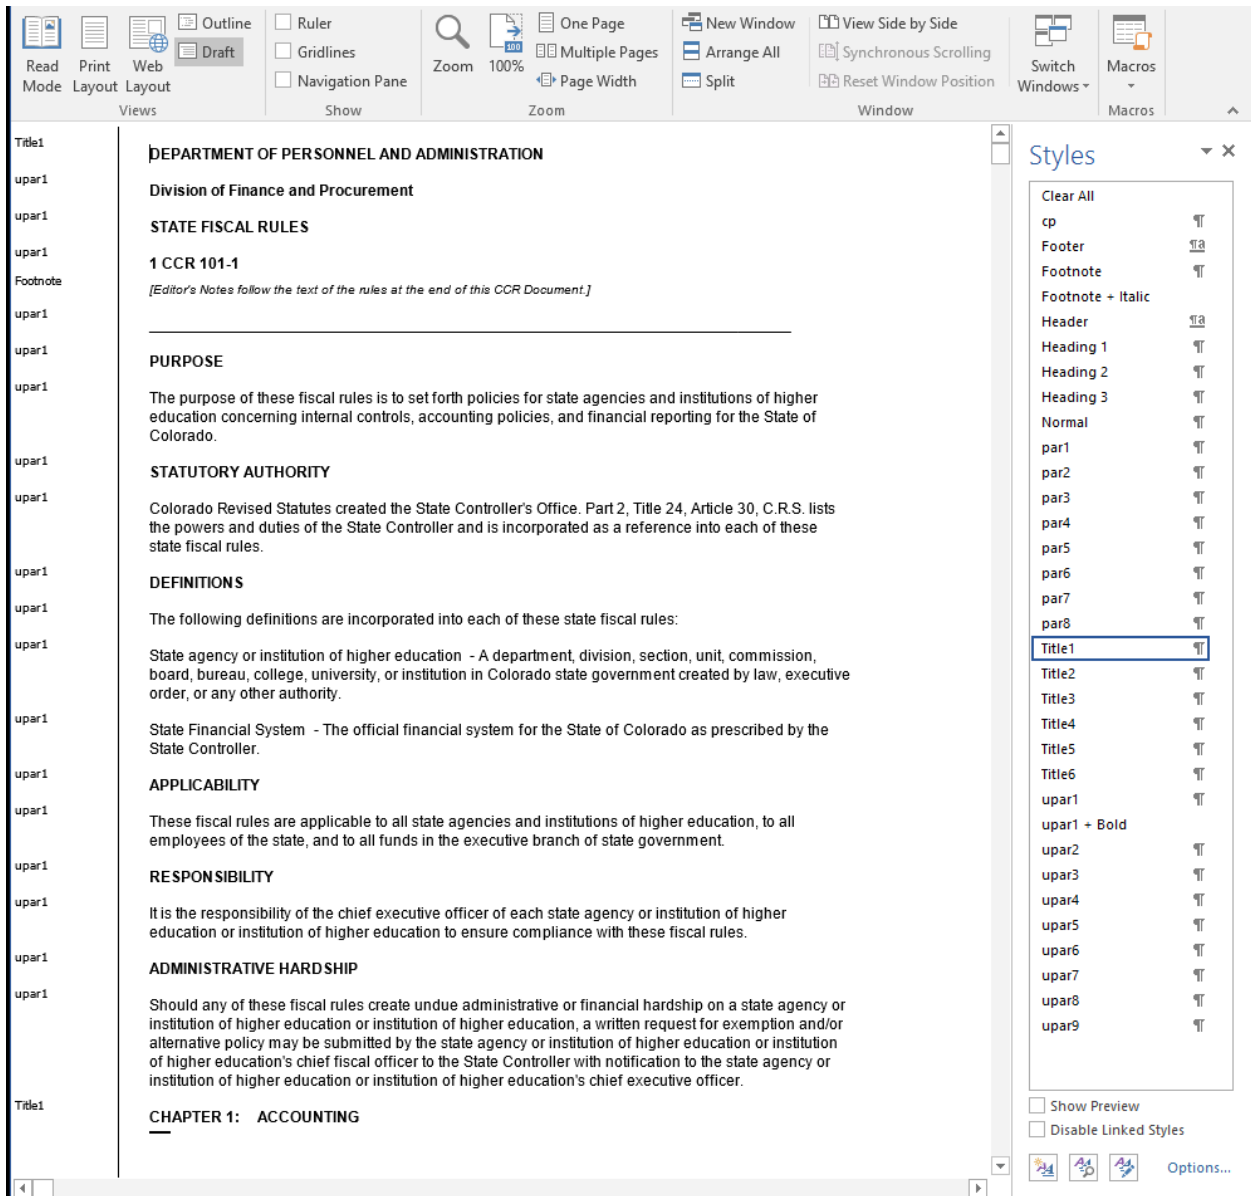 Read Mode
Print Layout
Web Layout
Outline
Draft
Views
Ruler
Gridlines
Navigation Pane
Show
Zoom
100
100%
One Page
Multiple Pages
Page Width
Zoom
New Window
Arrange All
Split
View Side by Side
Synchronous Scrolling
Reset Window Position
Window
Switch Windows
Macros
Macros
Title1
DEPARTMENT OF PERSONNEL AND ADMINISTRATION
upar1
Division of Finance and Procurement
upar1
STATE FISCAL RULES
upar1
1 CCR 101-1
Footnote
[Editor's Notes follow the text of the rules at the end of this CCR Document.]
upar1
upar1
PURPOSE
upar1
The purpose of these fiscal rules is to set forth policies for state agencies and institutions of higher
education concerning internal controls, accounting policies, and financial reporting for the State of
Colorado.
upar1
STATUTORY AUTHORITY
upar1
Colorado Revised Statutes created the State Controller's Office. Part 2, Title 24, Article 30, C.R.S. lists
the powers and duties of the State Controller and is incorporated as a reference into each of these
state fiscal rules.
upar1
DEFINITIONS
upar1
The following definitions are incorporated into each of these state fiscal rules:
upar1
State agency or institution of higher education - A department, division, section, unit, commission,
board, bureau, college, university, or institution in Colorado state government created by law, executive
order, or any other authority.
upar1
State Financial System - The official financial system for the State of Colorado as prescribed by the
State Controller.
upar1
APPLICABILITY
upar1
These fiscal rules are applicable to all state agencies and institutions of higher education, to all
employees of the state, and to all funds in the executive branch of state government.
upar1
RESPONSIBILITY
upar1
It is the responsibility of the chief executive officer of each state agency or institution of higher
education or institution of higher education to ensure compliance with these fiscal rules.
upar1
ADMINISTRATIVE HARDSHIP
upar1
Should any of these fiscal rules create undue administrative or financial hardship on a state agency or
institution of higher education or institution of higher education, a written request for exemption and/or
alternative policy may be submitted by the state agency or institution of higher education or institution
of higher education's chief fiscal officer to the State Controller with notification to the state agency or
institution of higher education or institution of higher education's chief executive officer.
Title1
CHAPTER 1: ACCOUNTING
Styles
Clear All
cp ¶
Footer ¶a
Footnote ¶
Footnote + Italic
Header ¶a
Heading 1 ¶
Heading 2 ¶
Heading 3 ¶
Normal ¶
par1 ¶
par2 ¶
par3 ¶
par4 ¶
par5 ¶
par6 ¶
par7 ¶
par8 ¶
Title1 ¶
Title2 ¶
Title3 ¶
Title4 ¶
Title5 ¶
Title6 ¶
upar1 ¶
upar1 + Bold
upar2 ¶
upar3 ¶
upar4 ¶
upar5 ¶
upar6 ¶
upar7 ¶
upar8 ¶
upar9 ¶
Show Preview
Disable Linked Styles
Options...